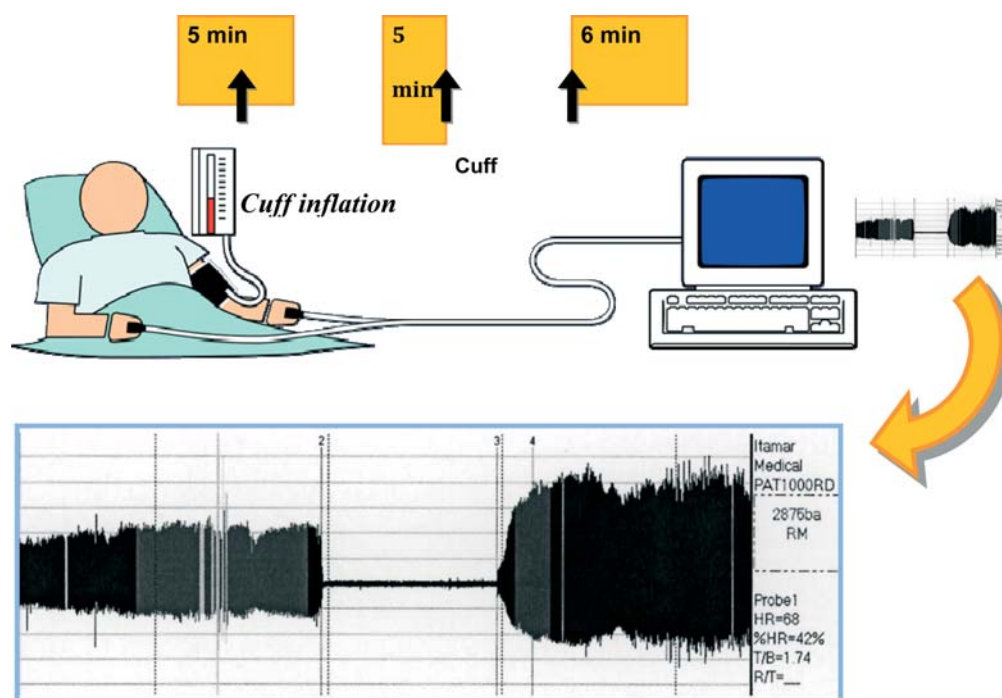 5 min
5
min
6 min
Cuff
Cuff inflation
2
3
4
Itamar
Medical
PAT1000RD
2875ba
RM
Probe1
HR=68
%HR=42%
T/B=1.74
R/T=__